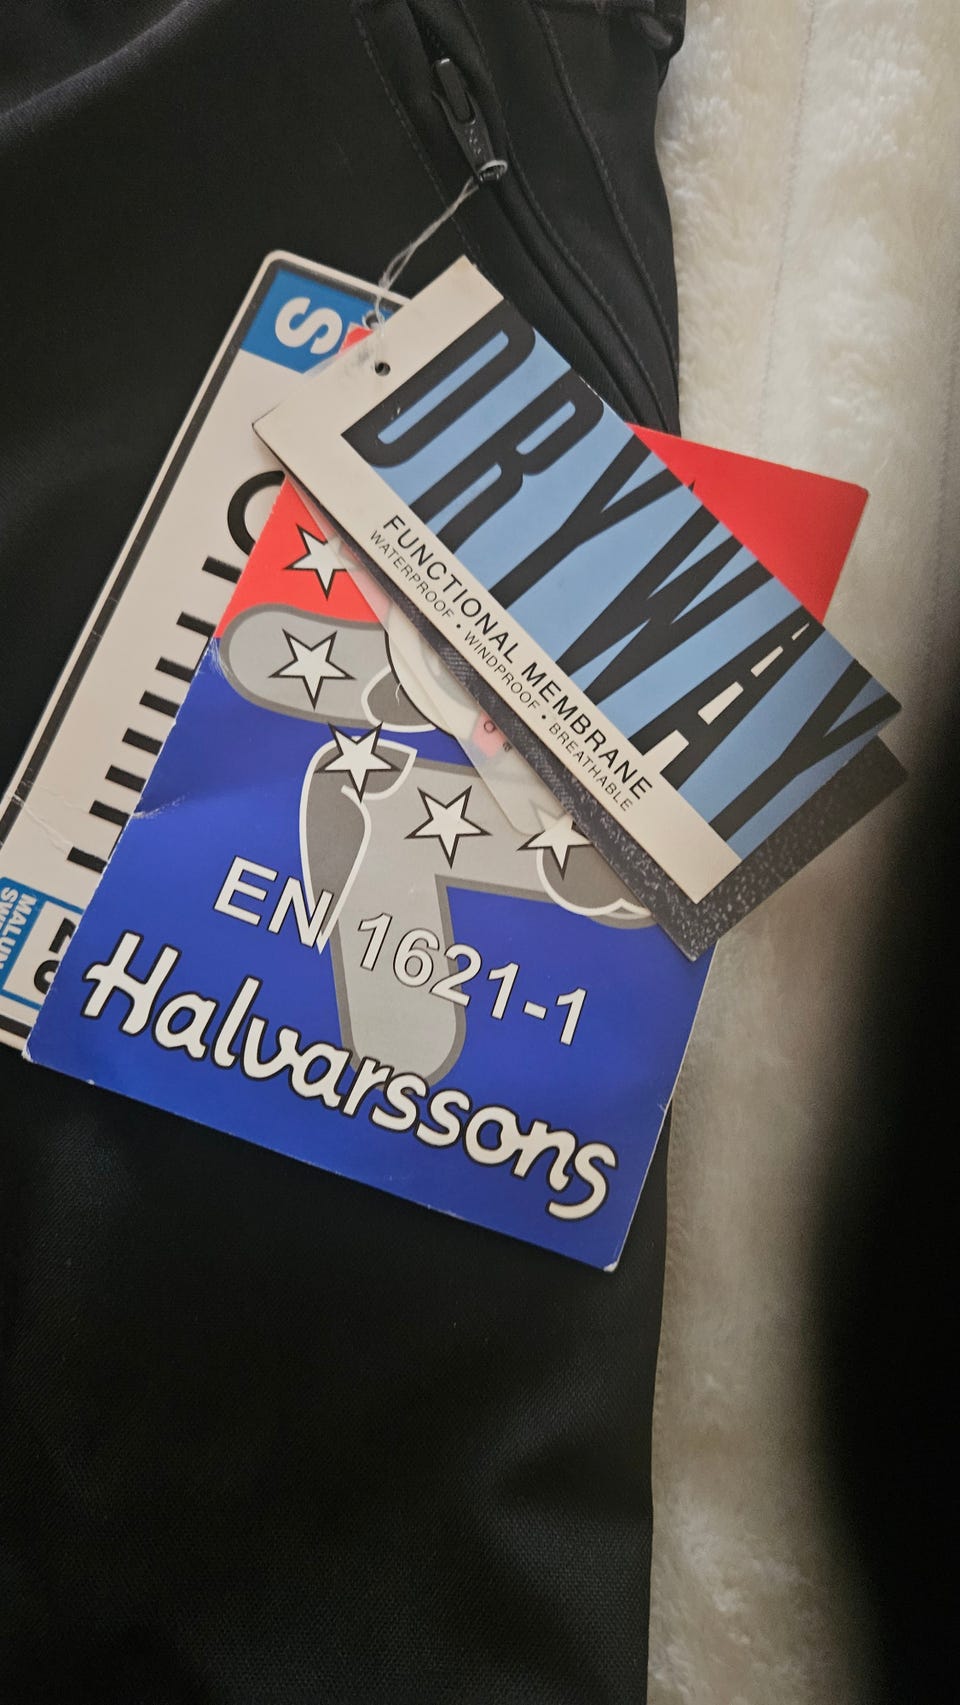 S
DRYWAY
FUNCTIONAL MEMBRANE
WATERPROOF • WINDPROOF • BREATHABLE
EN 1621-1
Halvarssons